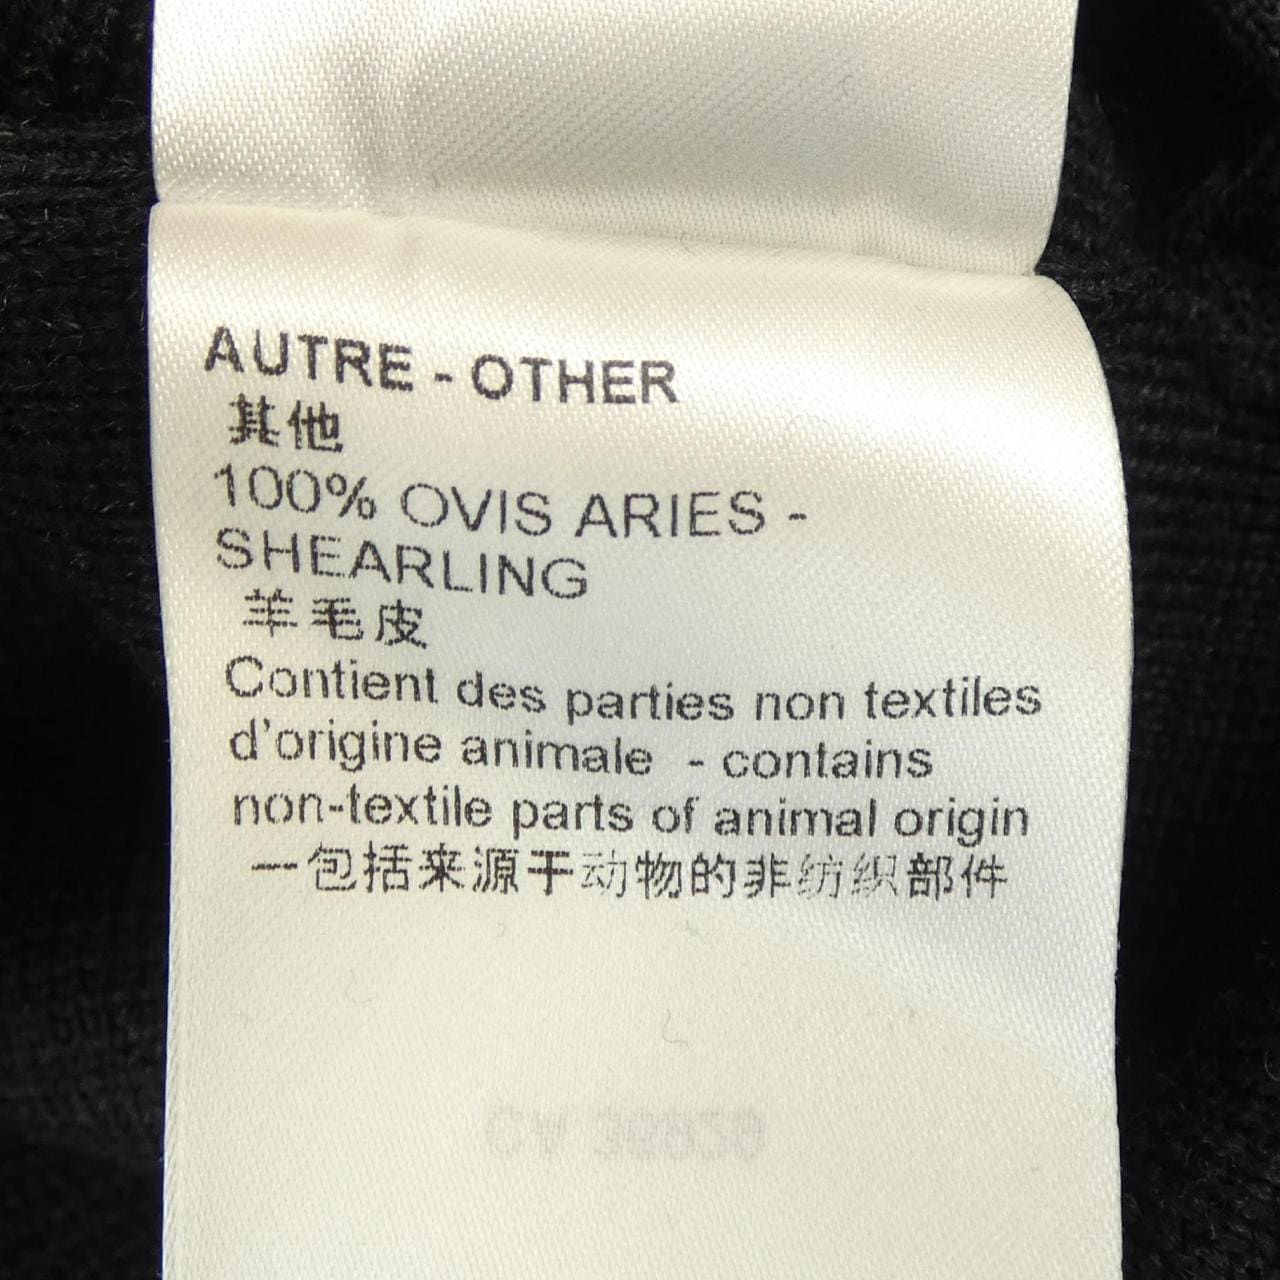 AUTRE - OTHER
其他
100% OVIS ARIES -
SHEARLING
羊毛皮
Contient des parties non textiles
d'origine animale - contains
non-textile parts of animal origin
一包括来源于动物的非纺织部件